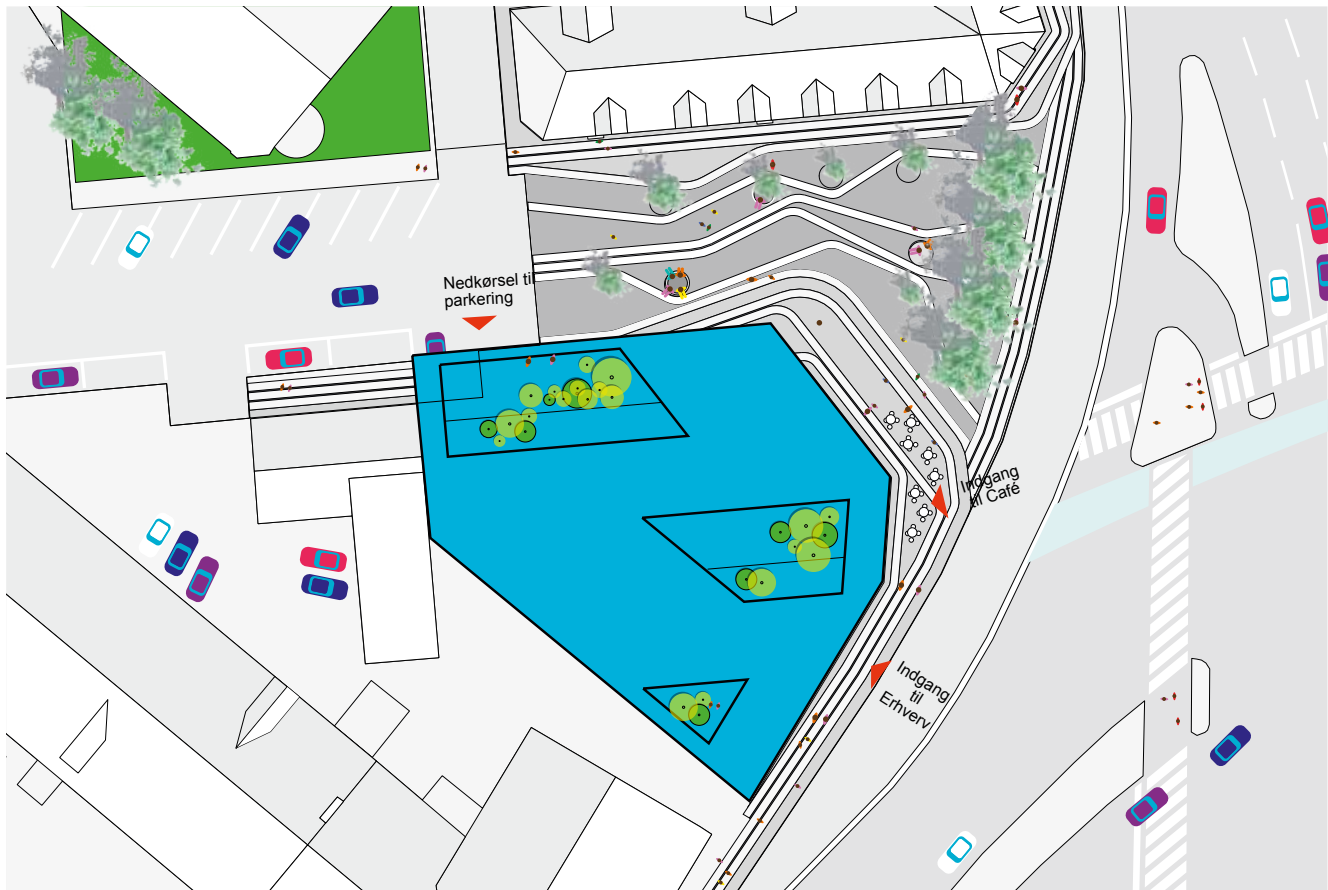 Nedkørsel til
parkering
Indgang
til Café
Indgang
til
Erhverv